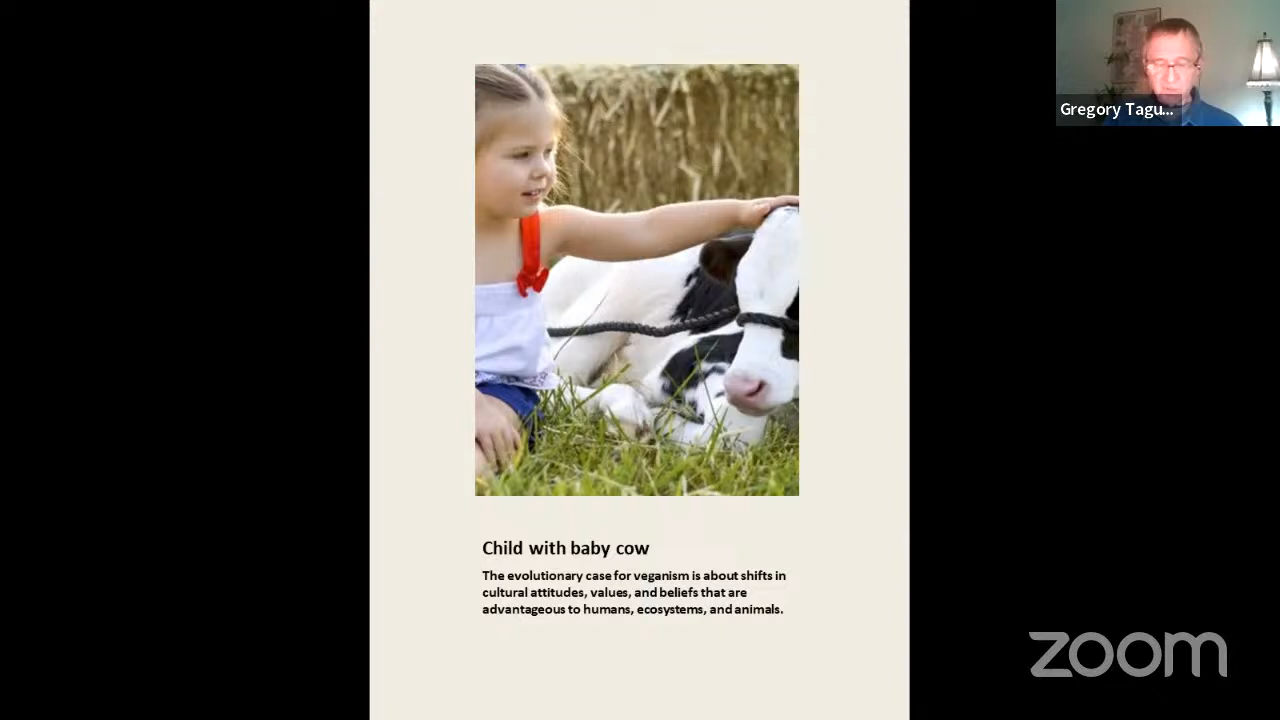 Gregory Tagu...
Child with baby cow
The evolutionary case for veganism is about shifts in
cultural attitudes, values, and beliefs that are
advantageous to humans, ecosystems, and animals.
zoom